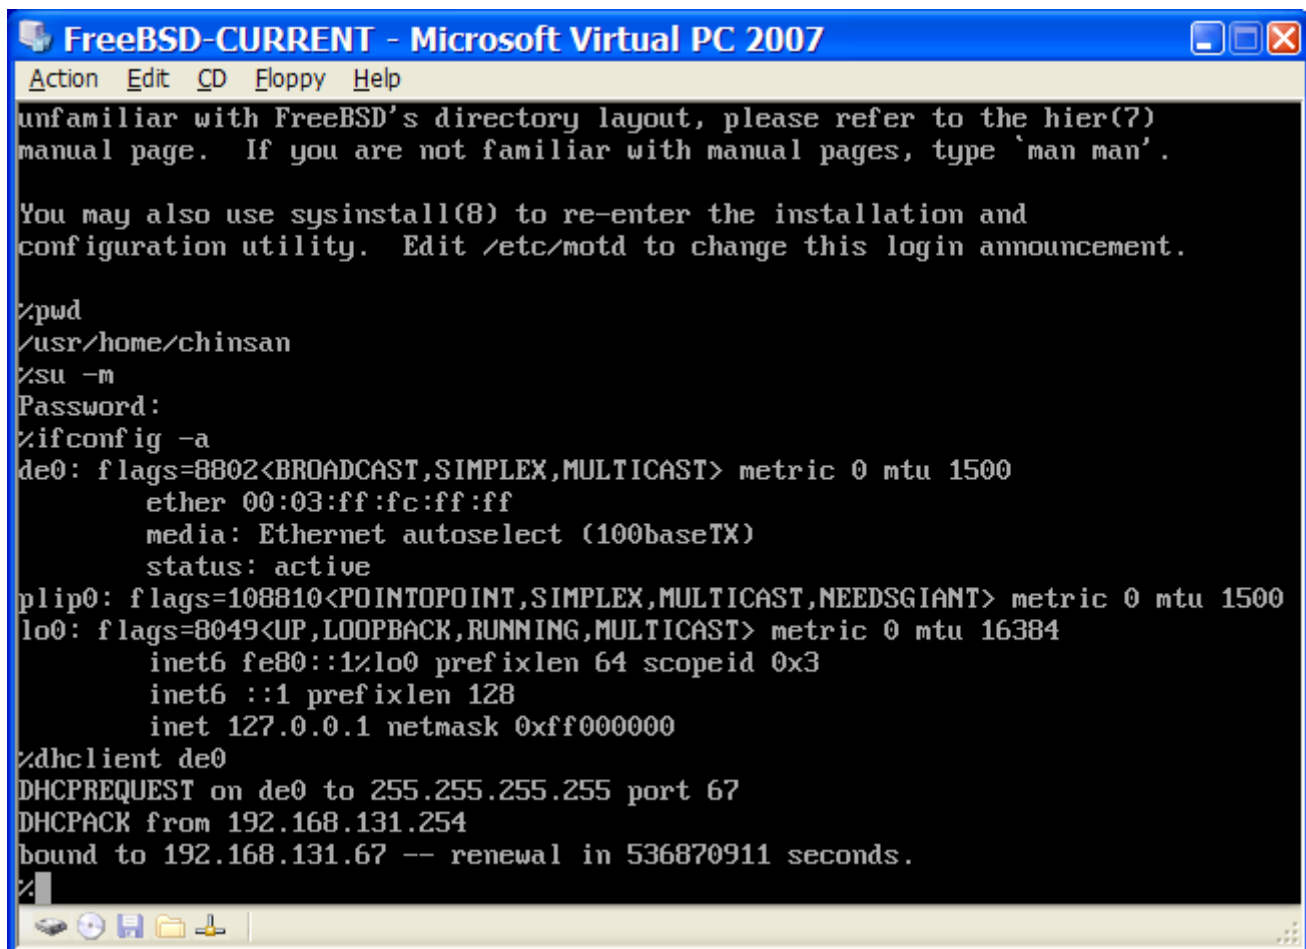 FreeBSD-CURRENT - Microsoft Virtual PC 2007
Action Edit CD Floppy Help
unfamiliar with FreeBSD's directory layout, please refer to the hier(7)
manual page.  If you are not familiar with manual pages, type `man man'.
You may also use sysinstall(8) to re-enter the installation and
configuration utility.  Edit /etc/motd to change this login announcement.
%pwd
/usr/home/chinsan
%su -m
Password:
%ifconfig -a
de0: flags=8802<BROADCAST,SIMPLEX,MULTICAST> metric 0 mtu 1500
ether 00:03:ff:fc:ff:ff
media: Ethernet autoselect (100baseTX)
status: active
plip0: flags=108810<POINTOPOINT,SIMPLEX,MULTICAST,NEEDSGIANT> metric 0 mtu 1500
lo0: flags=8049<UP,LOOPBACK,RUNNING,MULTICAST> metric 0 mtu 16384
inet6 fe80::1%lo0 prefixlen 64 scopeid 0x3
inet6 ::1 prefixlen 128
inet 127.0.0.1 netmask 0xff000000
%dhclient de0
DHCPREQUEST on de0 to 255.255.255.255 port 67
DHCPACK from 192.168.131.254
bound to 192.168.131.67 -- renewal in 536870911 seconds.
%